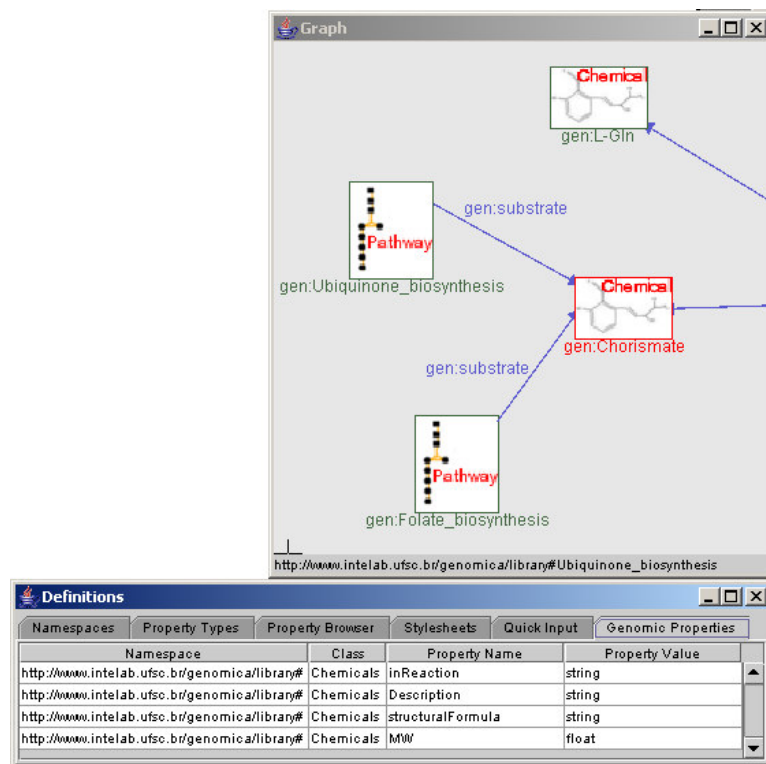 Graph
Chemical
gen:L-Gln
gen:substrate
Pathway
gen:Ubiquinone_biosynthesis
Chemical
gen:Chorismate
gen:substrate
Pathway
gen:Folate_biosynthesis
http://www.intelab.ufsc.br/genomica/library#Ubiquinone_biosynthesis
Definitions
Namespaces Property Types Property Browser Stylesheets Quick Input Genomic Properties
Namespace Class Property Name Property Value
http://www.intelab.ufsc.br/genomica/library# Chemicals inReaction string
http://www.intelab.ufsc.br/genomica/library# Chemicals Description string
http://www.intelab.ufsc.br/genomica/library# Chemicals structuralFormula string
http://www.intelab.ufsc.br/genomica/library# Chemicals MW float